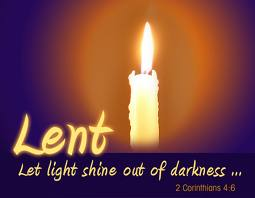 Lent
Let light shine out of darkness ...
2 Corinthians 4:6